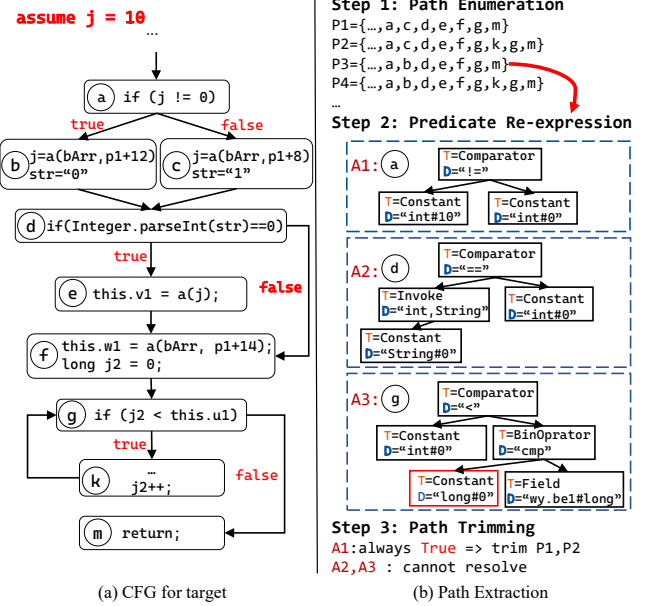 assume j = 10
...
a if (j != 0)
true
false
b j=a(bArr,p1+12)
str="0"
c j=a(bArr,p1+8)
str="1"
d if(Integer.parseInt(str)==0)
true
false
e this.v1 = a(j);
f this.w1 = a(bArr, p1+14);
long j2 = 0;
g if (j2 < this.u1)
true
false
...
k j2++;
m return;
(a) CFG for target
Step 1: Path Enumeration
P1={…,a,c,d,e,f,g,m}
P2={…,a,c,d,e,f,g,k,g,m}
P3={…,a,b,d,e,f,g,m}
P4={…,a,b,d,e,f,g,k,g,m}
…
Step 2: Predicate Re-expression
A1: a
T=Comparator
D="!="
T=Constant
D="int#10"
T=Constant
D="int#0"
A2: d
T=Comparator
D="=="
T=Invoke
D="int,String"
T=Constant
D="int#0"
T=Constant
D="String#0"
A3: g
T=Comparator
D="<"
T=Constant
D="int#0"
T=BinOprator
D="cmp"
T=Constant
D="long#0"
T=Field
D="wy.be1#long"
Step 3: Path Trimming
A1:always True => trim P1,P2
A2,A3 : cannot resolve
(b) Path Extraction